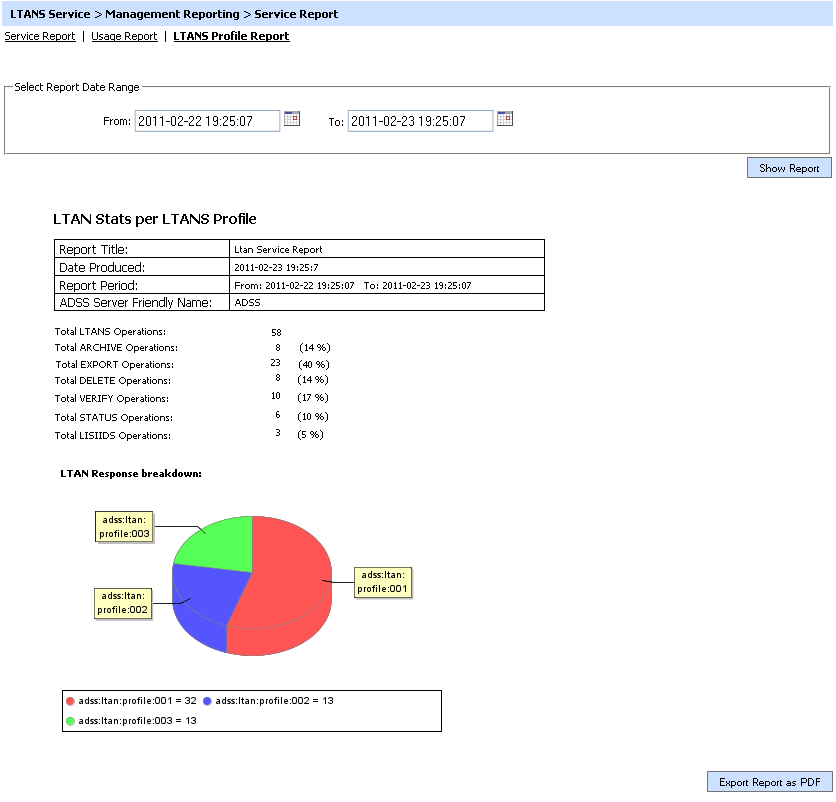 LTANS Service > Management Reporting > Service Report
Service Report | Usage Report | LTANS Profile Report
Select Report Date Range
From: 2011-02-22 19:25:07 To: 2011-02-23 19:25:07
Show Report
LTAN Stats per LTANS Profile
Report Title: Ltan Service Report
Date Produced: 2011-02-23 19:25:7
Report Period: From: 2011-02-22 19:25:07 To: 2011-02-23 19:25:07
ADSS Server Friendly Name: ADSS
Total LTANS Operations: 58
Total ARCHIVE Operations: 8 (14 %)
Total EXPORT Operations: 23 (40 %)
Total DELETE Operations: 8 (14 %)
Total VERIFY Operations: 10 (17 %)
Total STATUS Operations: 6 (10 %)
Total LISIIDS Operations: 3 (5 %)
LTAN Response breakdown:
adss:ltan:
profile:003
adss:ltan:
profile:001
adss:ltan:
profile:002
adss:ltan:profile:001 = 32 adss:ltan:profile:002 = 13
adss:ltan:profile:003 = 13
Export Report as PDF